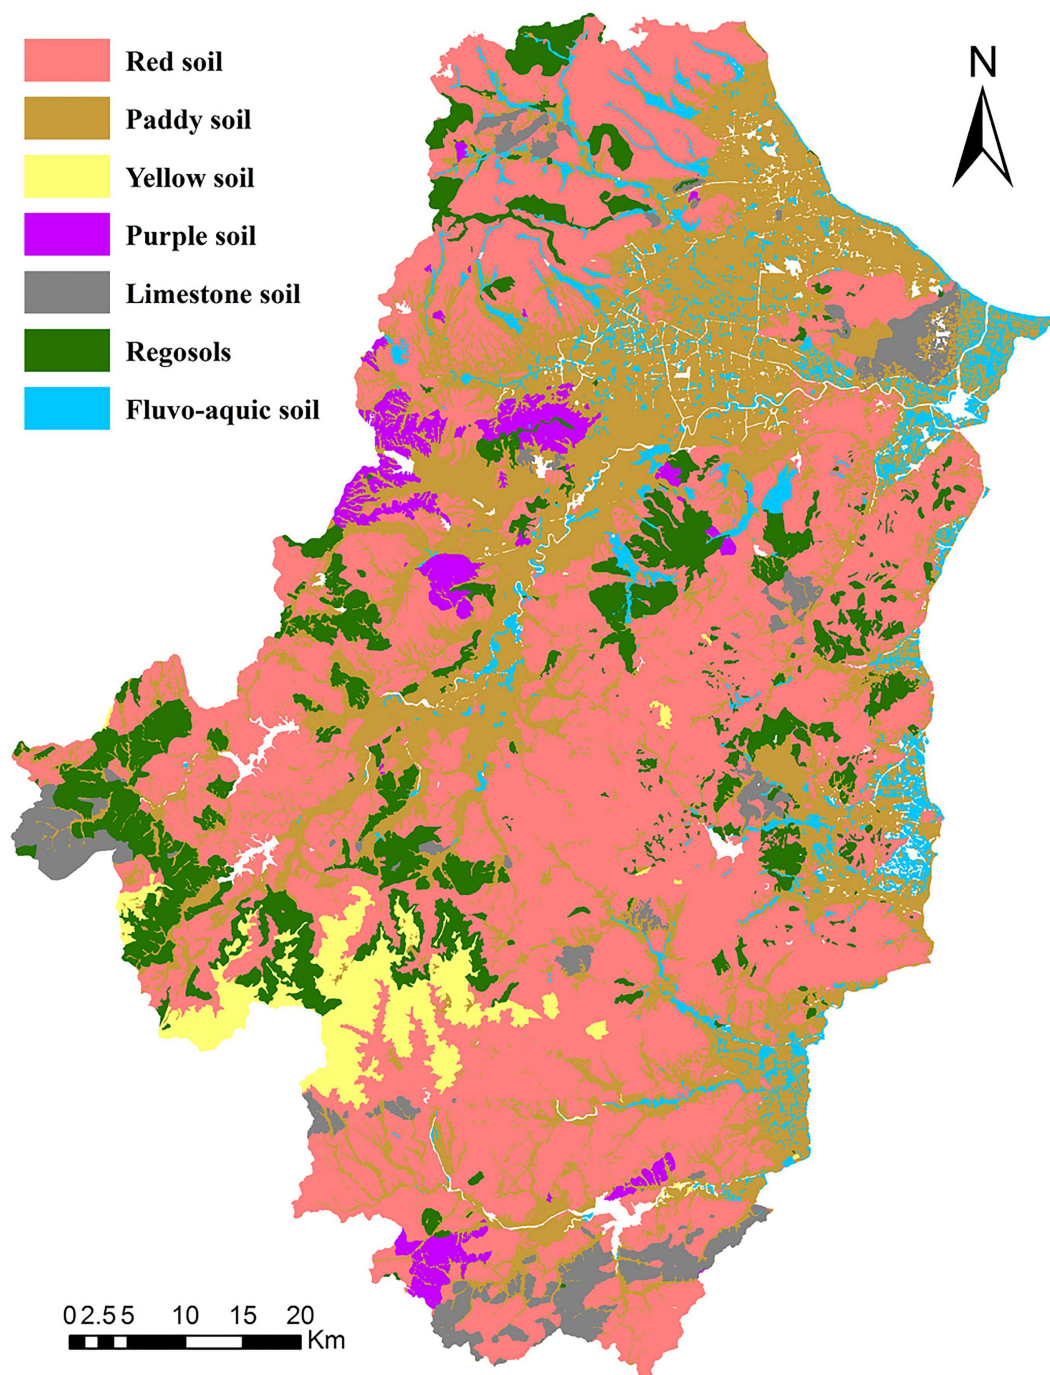 Red soil
Paddy soil
Yellow soil
Purple soil
Limestone soil
Regosols
Fluvo-aquic soil
N
0 2.5 5 10 15 20
Km